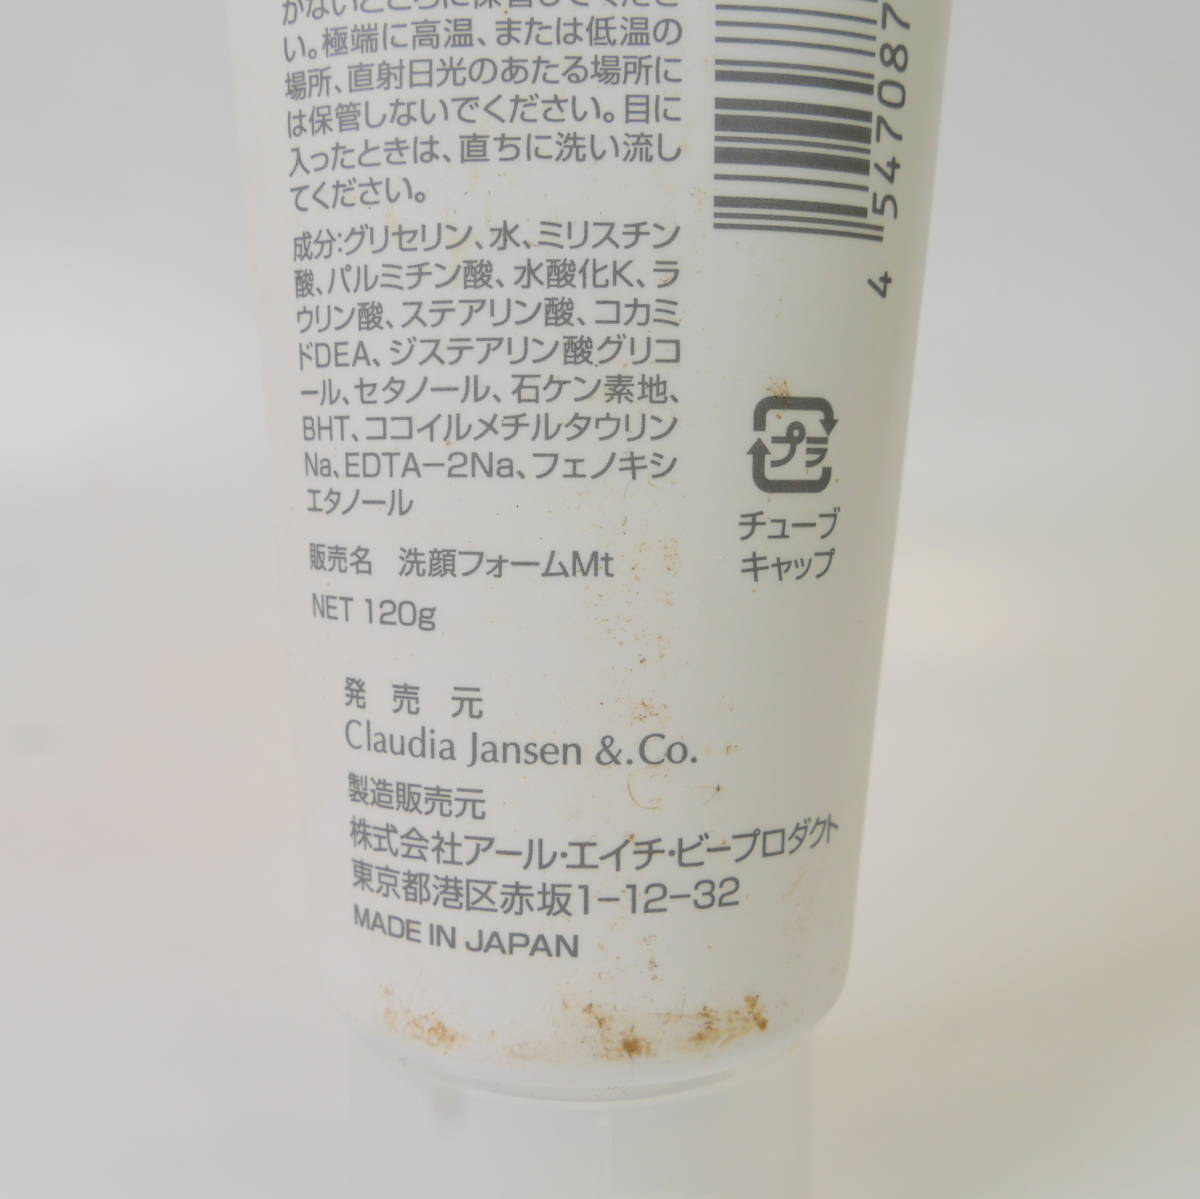 かないところに保管してくださ
い。極端に高温、または低温の
場所、直射日光のあたる場所に
は保管しないでください。目に
入ったときは、直ちに洗い流し
てください。
成分:グリセリン、水、ミリスチン
酸、パルミチン酸、水酸化K、ラ
ウリン酸、ステアリン酸、コカミ
ドDEA、ジステアリン酸グリコ
ール、セタノール、石ケン素地、
BHT、ココイルメチルタウリン
Na、EDTA-2Na、フェノキシ
エタノール
販売名 洗顔フォームMt
NET 120g
発売元
Claudia Jansen &.Co.
製造販売元
株式会社アール・エイチ・ビープロダクト
東京都港区赤坂1-12-32
MADE IN JAPAN
4 547087
プラ
チューブ
キャップ